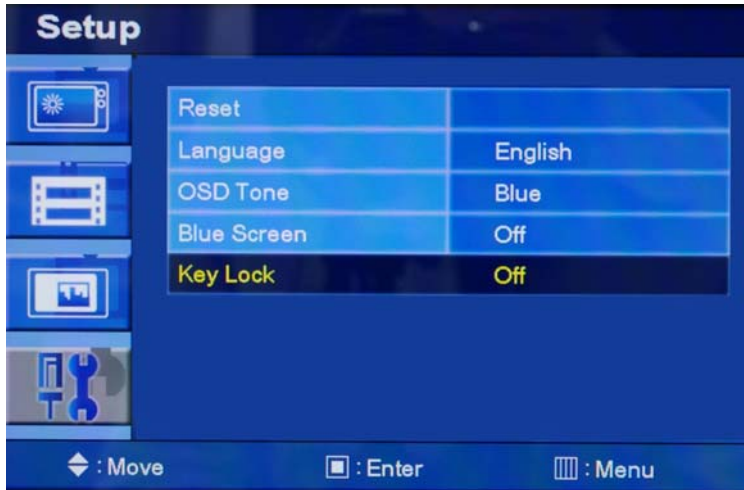 Setup
Reset
Language English
OSD Tone Blue
Blue Screen Off
Key Lock Off
: Move : Enter : Menu